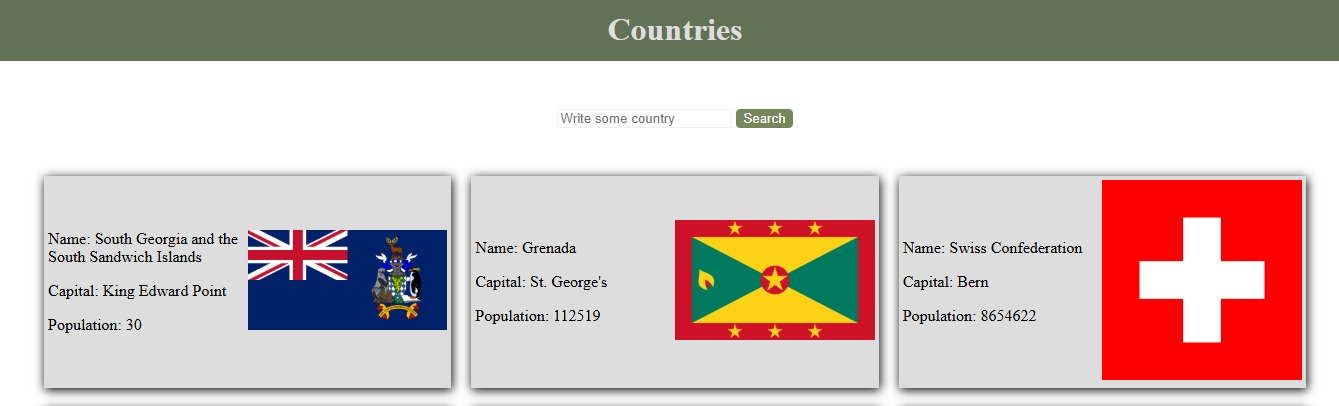 Countries
Write some country
Search
Name: South Georgia and the
South Sandwich Islands
Capital: King Edward Point
Population: 30
Name: Grenada
Capital: St. George's
Population: 112519
Name: Swiss Confederation
Capital: Bern
Population: 8654622